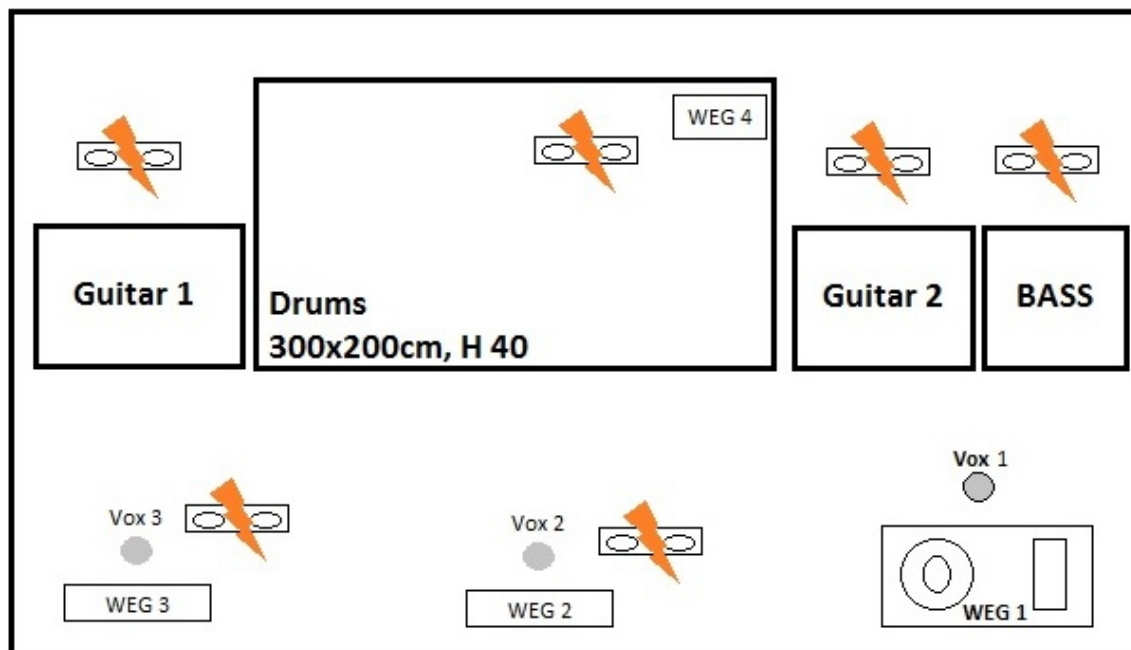 WEG 4
Guitar 1
Drums
300x200cm, H 40
Guitar 2
BASS
Vox 1
Vox 3
Vox 2
WEG 3
WEG 2
WEG 1